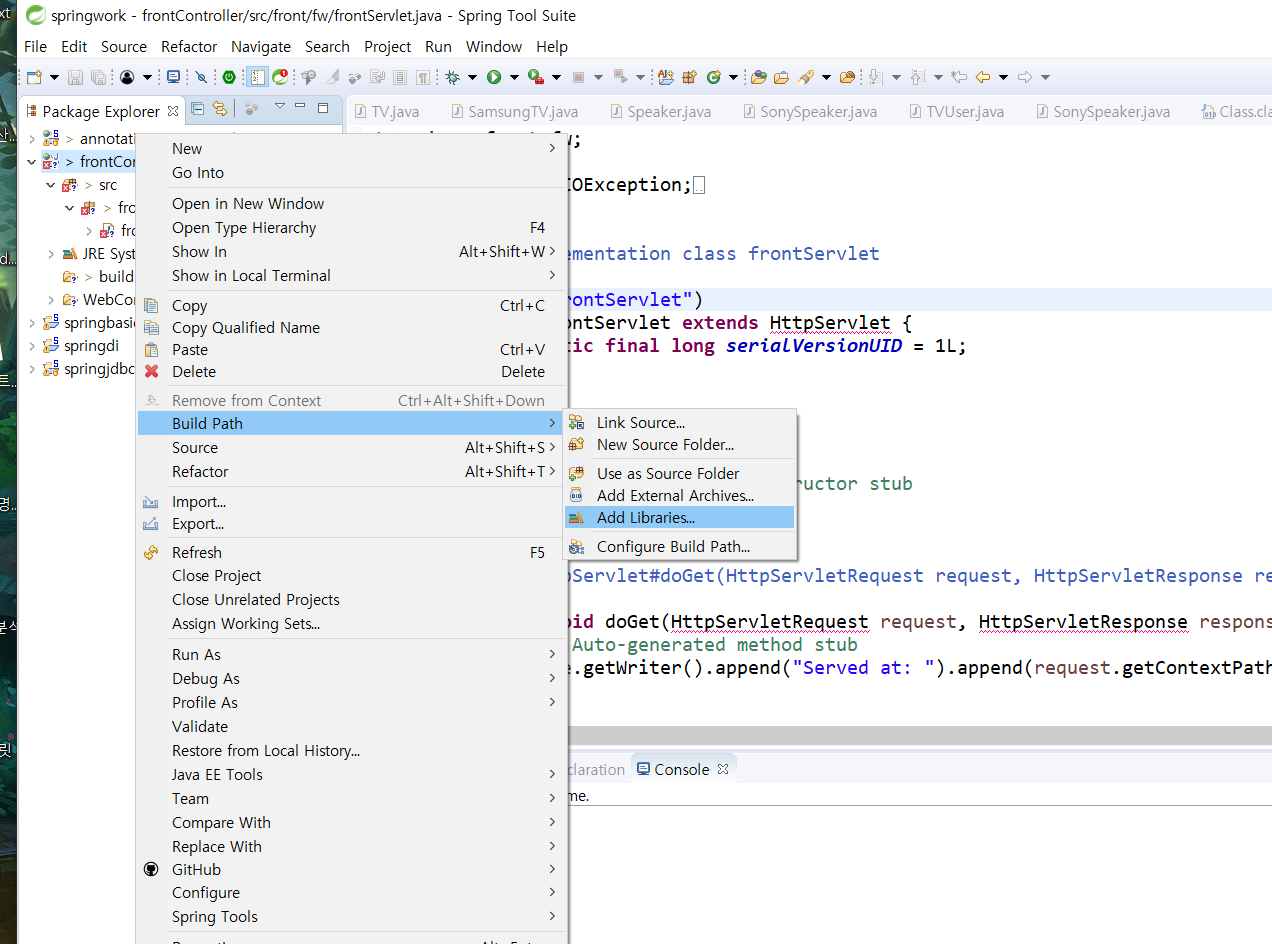 springwork - frontController/src/front/fw/frontServlet.java - Spring Tool Suite
File Edit Source Refactor Navigate Search Project Run Window Help
Package Explorer
TV.java SamsungTV.java Speaker.java SonySpeaker.java TVUser.java SonySpeaker.java Class.cla
> annotati
> frontCon
> src
> fro
> fro
JRE Syst
> build
WebCon
springbasic
springdi
springjdbc
New
Go Into
Open in New Window
Open Type Hierarchy F4
Show In Alt+Shift+W >
Show in Local Terminal
Copy Ctrl+C
Copy Qualified Name
Paste Ctrl+V
Delete Delete
Remove from Context Ctrl+Alt+Shift+Down
Build Path
Source Alt+Shift+S >
Refactor Alt+Shift+T >
Import...
Export...
Refresh F5
Close Project
Close Unrelated Projects
Assign Working Sets...
Run As
Debug As
Profile As
Validate
Restore from Local History...
Java EE Tools
Team
Compare With
Replace With
GitHub
Configure
Spring Tools
Link Source...
New Source Folder...
Use as Source Folder
Add External Archives...
Add Libraries...
Configure Build Path...
OException;
ementation class frontServlet
rontServlet")
ntServlet extends HttpServlet {
tic final long serialVersionUID = 1L;
ructor stub
pServlet#doGet(HttpServletRequest request, HttpServletResponse re
id doGet(HttpServletRequest request, HttpServletResponse respons
Auto-generated method stub
e.getWriter().append("Served at: ").append(request.getContextPath
claration Console
me.